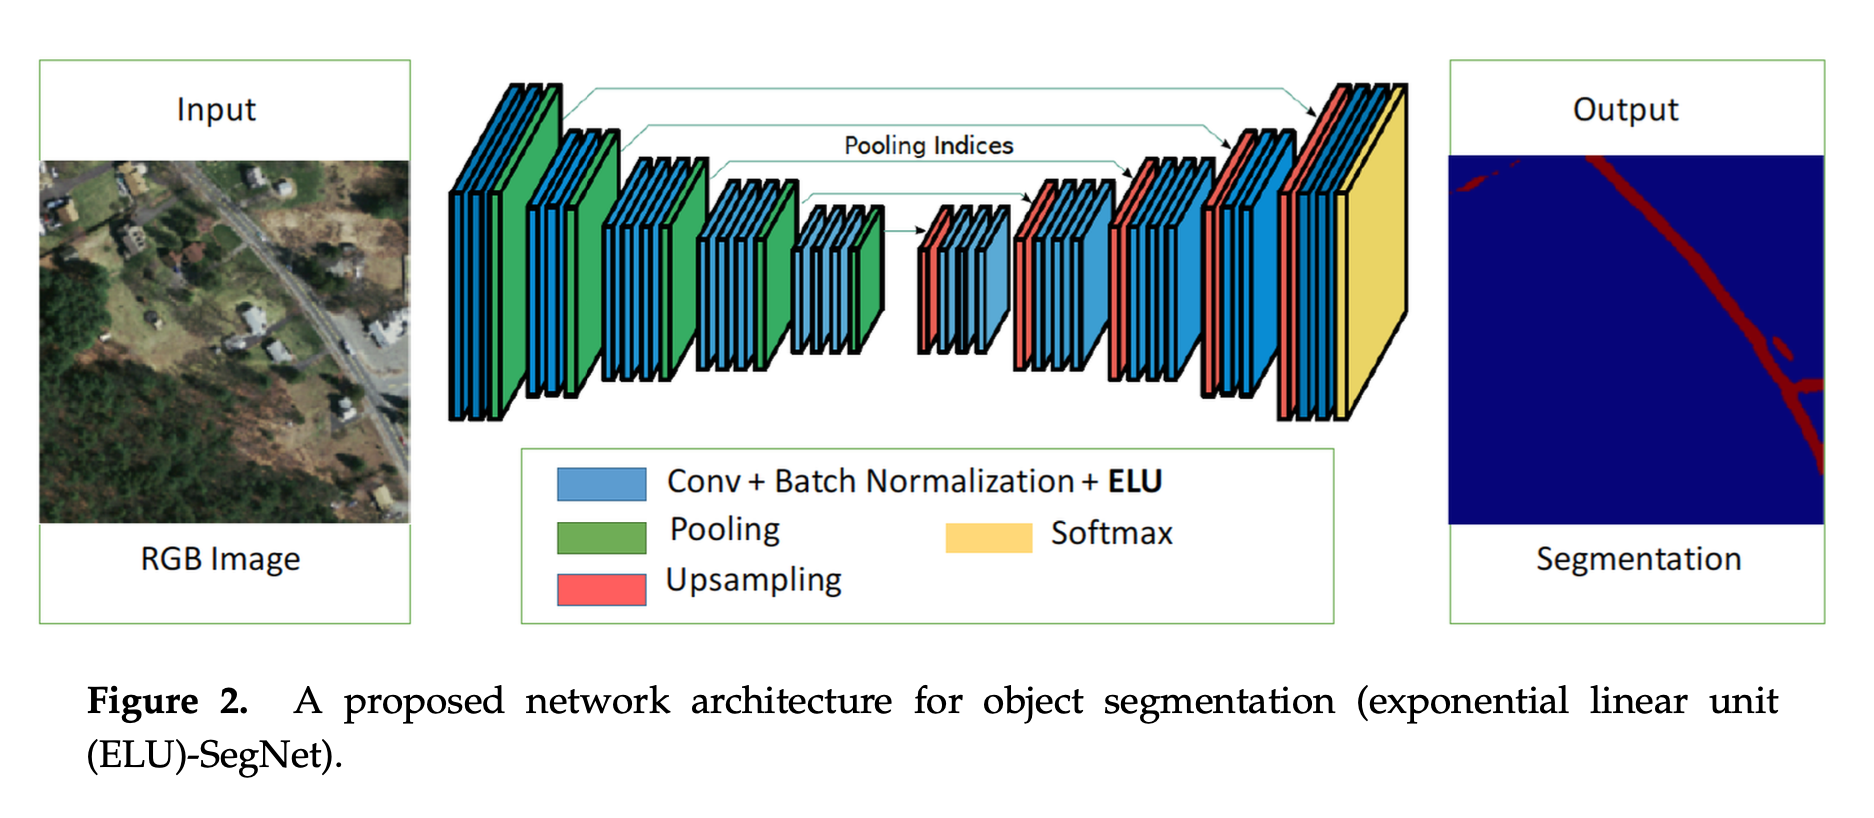 Input
RGB Image
Pooling Indices
Output
Segmentation
Conv + Batch Normalization + ELU
Pooling
Softmax
Upsampling
Figure 2. A proposed network architecture for object segmentation (exponential linear unit
(ELU)-SegNet).